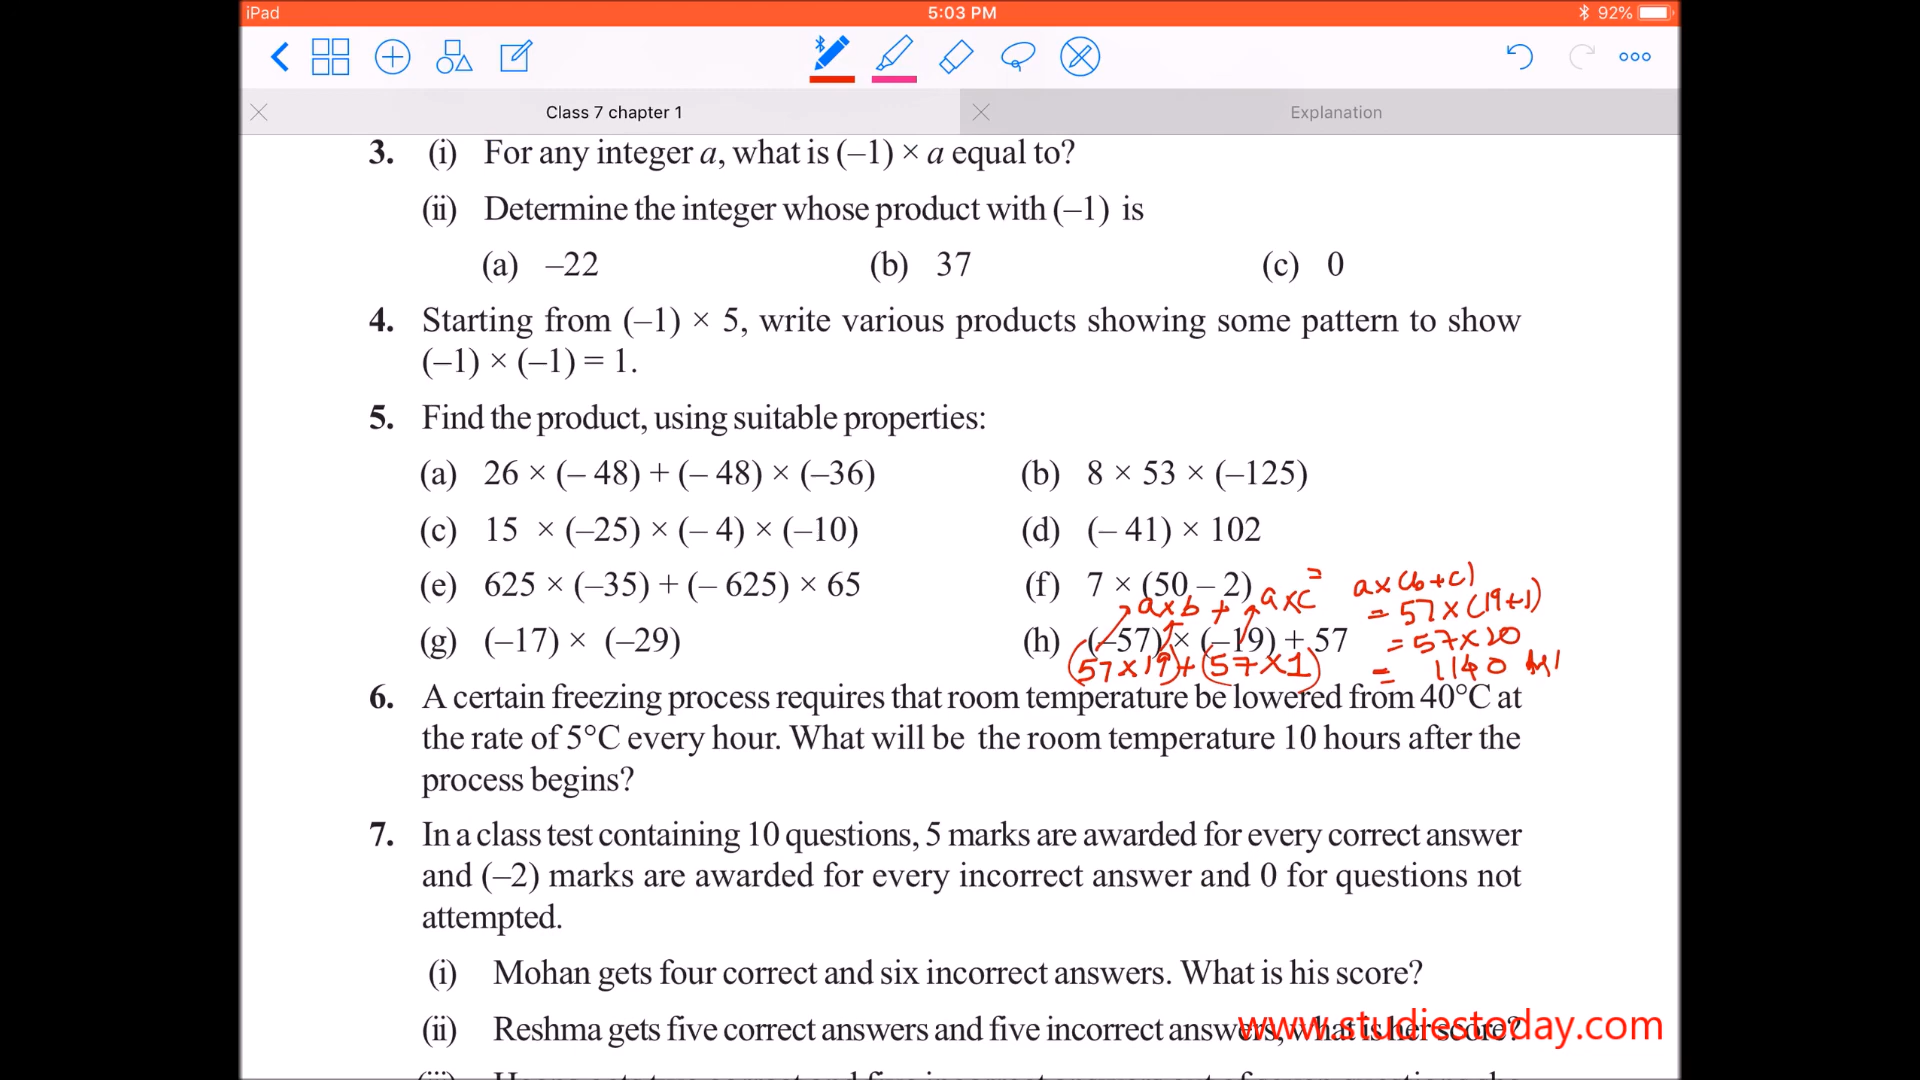 iPad 5:03 PM 92%
Class 7 chapter 1 Explanation
3. (i) For any integer a, what is (–1) × a equal to?
(ii) Determine the integer whose product with (–1) is
(a) –22 (b) 37 (c) 0
4. Starting from (–1) × 5, write various products showing some pattern to show
(–1) × (–1) = 1.
5. Find the product, using suitable properties:
(a) 26 × (– 48) + (– 48) × (–36) (b) 8 × 53 × (–125)
(c) 15 × (–25) × (– 4) × (–10) (d) (– 41) × 102
(e) 625 × (–35) + (– 625) × 65 (f) 7 × (50 – 2)
a×b + a×c = a×(b+c)
= 57×(19+1)
(g) (–17) × (–29) (h) (–57) × (–19) + 57 = 57×20
(57×19)+(57×1) = 1140
6. A certain freezing process requires that room temperature be lowered from 40°C at
the rate of 5°C every hour. What will be the room temperature 10 hours after the
process begins?
7. In a class test containing 10 questions, 5 marks are awarded for every correct answer
and (–2) marks are awarded for every incorrect answer and 0 for questions not
attempted.
(i) Mohan gets four correct and six incorrect answers. What is his score?
(ii) Reshma gets five correct answers and five incorrect answers, what is her score?
www.studiestoday.com